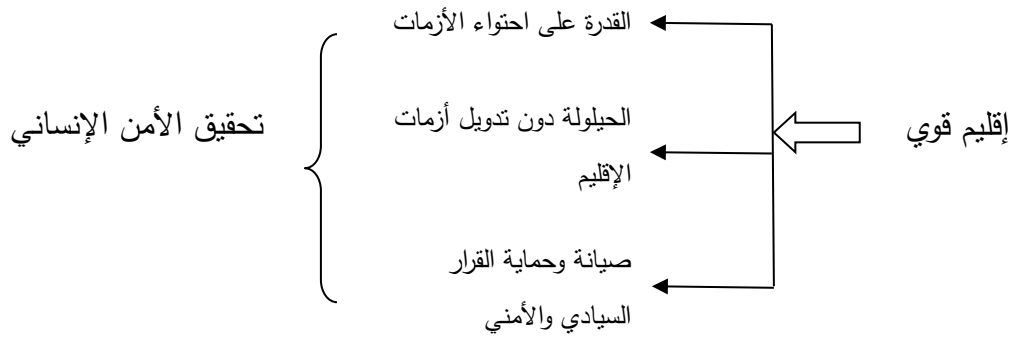 إقليم قوي
القدرة على احتواء الأزمات
الحيلولة دون تدويل أزمات
الإقليم
صيانة وحماية القرار
السيادي والأمني
تحقيق الأمن الإنساني